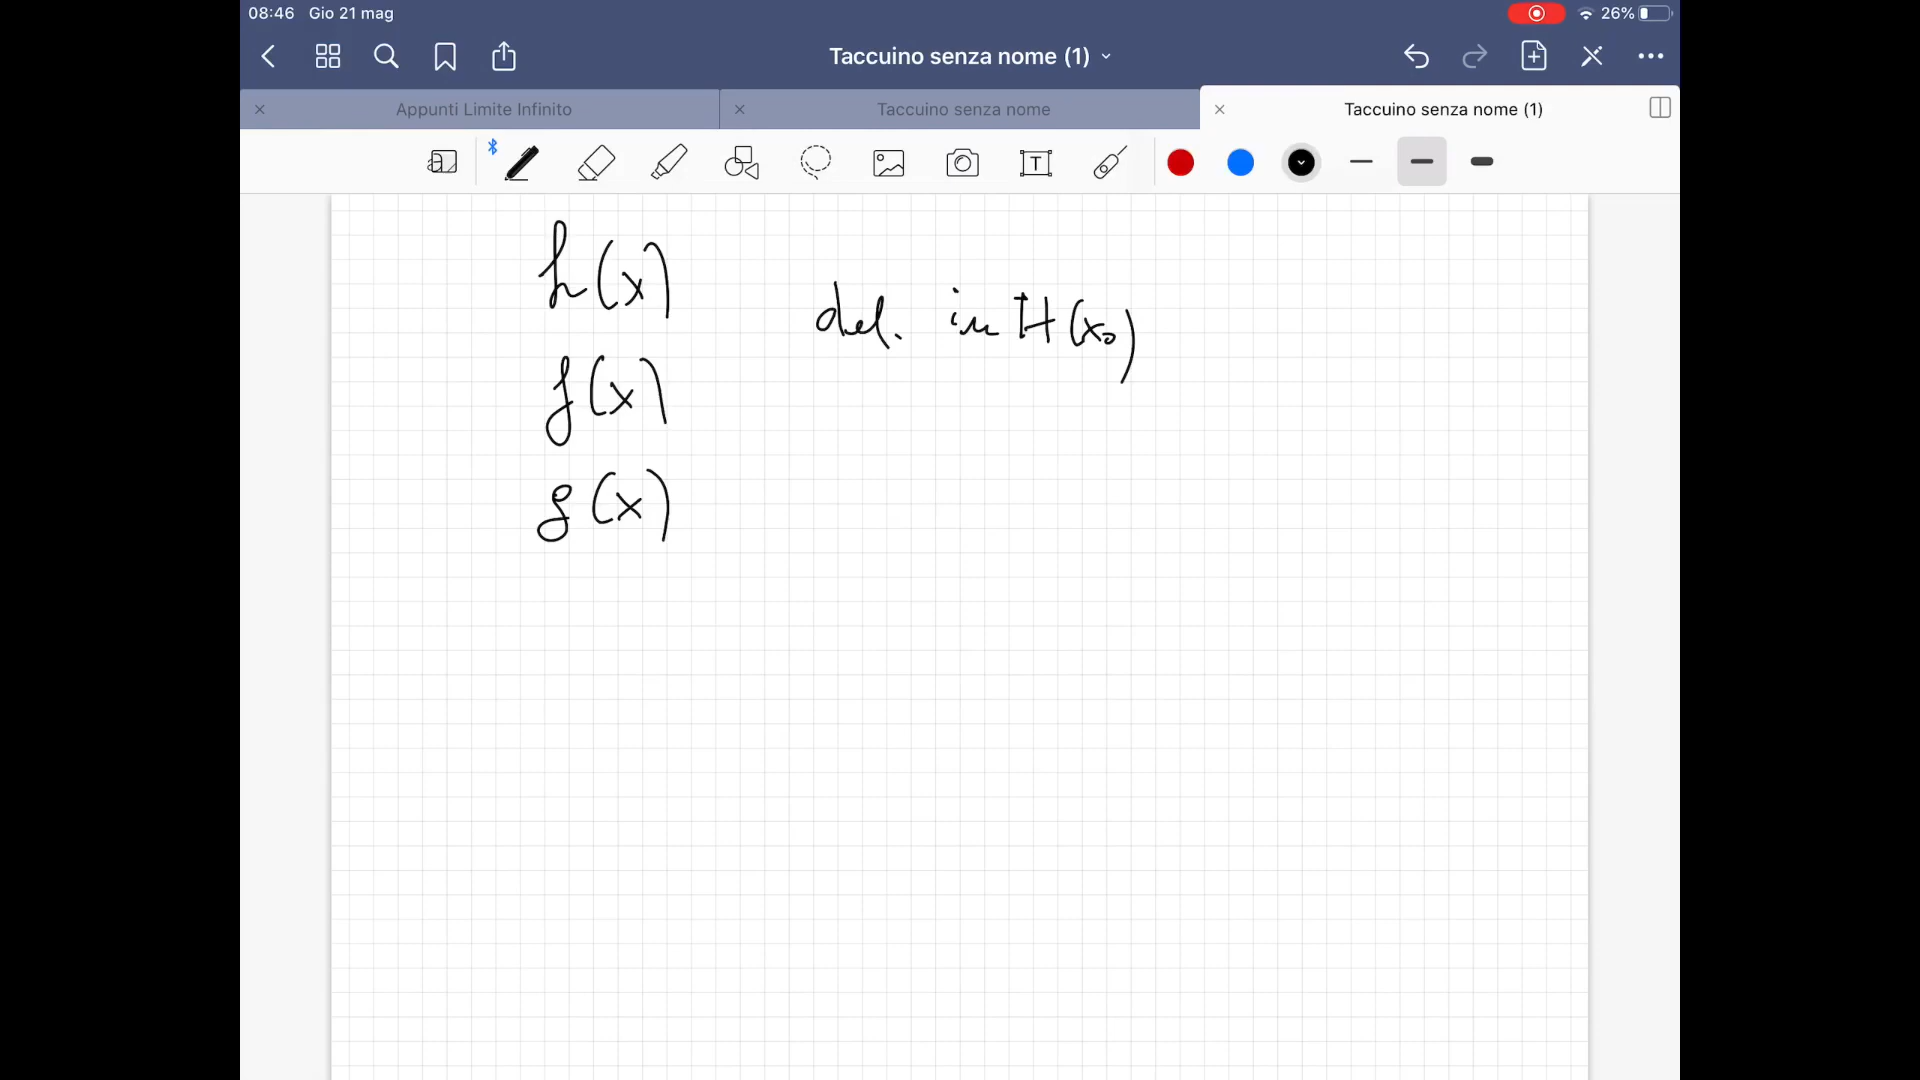 08:46 Gio 21 mag 26%
Taccuino senza nome (1)
Appunti Limite Infinito
Taccuino senza nome
Taccuino senza nome (1)
a
T
h(x)
def. in H(x₀)
f(x)
g(x)